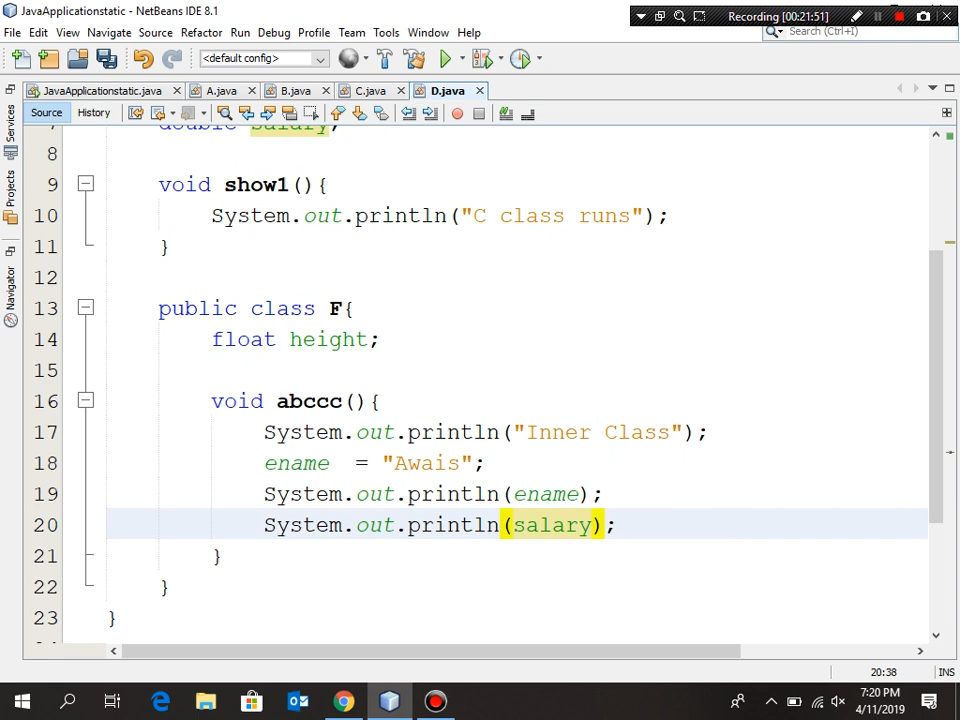 JavaApplicationstatic - NetBeans IDE 8.1
Recording [00:21:51]
File Edit View Navigate Source Refactor Run Debug Profile Team Tools Window Help
Search (Ctrl+I)
<default config>
JavaApplicationstatic.java A.java B.java C.java D.java
Source History
Services
Projects
Navigator
double salary;
8
9 void show1(){
10 System.out.println("C class runs");
11 }
12
13 public class F{
14 float height;
15
16 void abccc(){
17 System.out.println("Inner Class");
18 ename  = "Awais";
19 System.out.println(ename);
20 System.out.println(salary);
21 }
22 }
23 }
20:38 INS
7:20 PM
4/11/2019